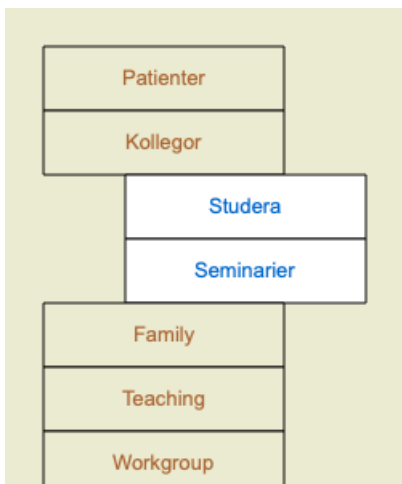 Patienter
Kollegor
Studera
Seminarier
Family
Teaching
Workgroup